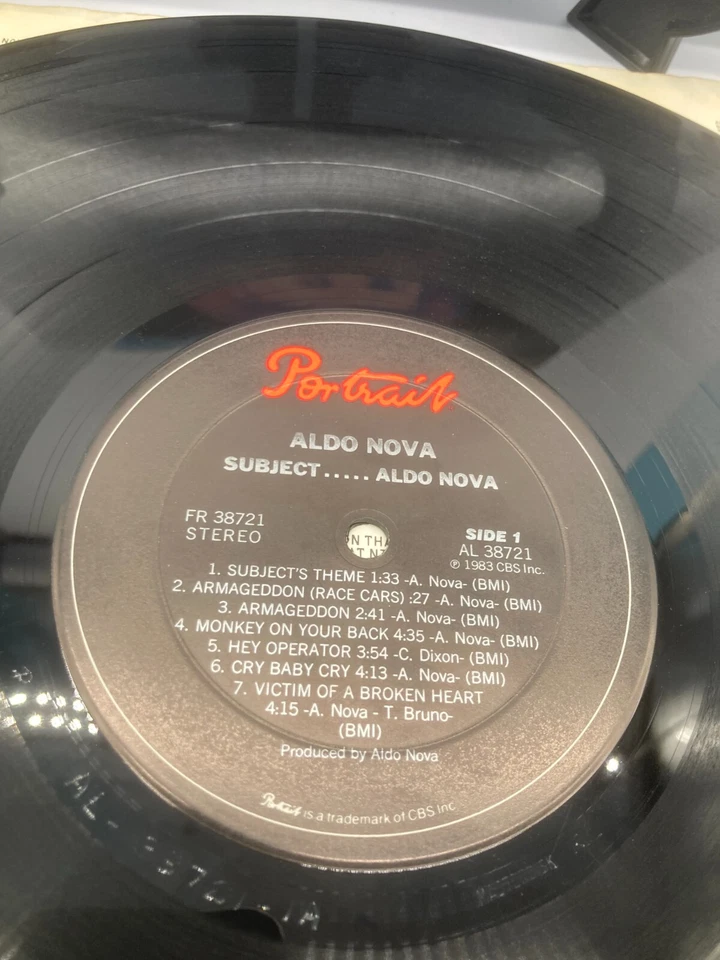 Portrait
ALDO NOVA
SUBJECT..... ALDO NOVA
FR 38721
STEREO
SIDE 1
AL 38721
℗ 1983 CBS Inc.
N THA
1. SUBJECT'S THEME 1:33 -A. Nova- (BMI)
2. ARMAGEDDON (RACE CARS) :27 -A. Nova- (BMI)
3. ARMAGEDDON 2:41 -A. Nova- (BMI)
4. MONKEY ON YOUR BACK 4:35 -A. Nova- (BMI)
5. HEY OPERATOR 3:54 -C. Dixon- (BMI)
6. CRY BABY CRY 4:13 -A. Nova- (BMI)
7. VICTIM OF A BROKEN HEART
4:15 -A. Nova - T. Bruno-
(BMI)
Produced by Aldo Nova
Portrait is a trademark of CBS Inc